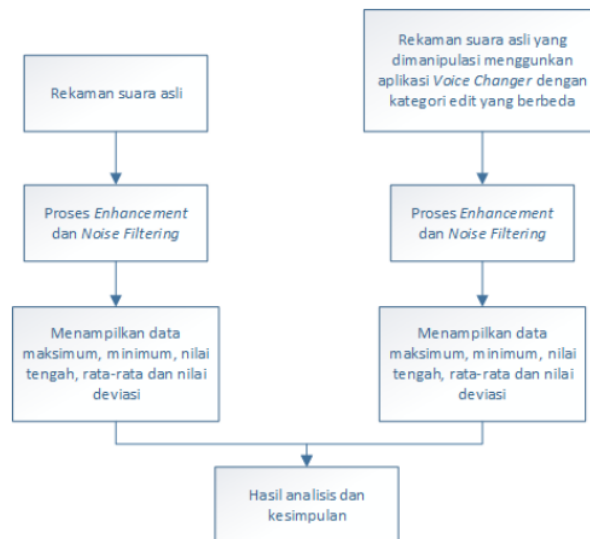 Rekaman suara asli
Rekaman suara asli yang
dimanipulasi menggunkan
aplikasi Voice Changer dengan
kategori edit yang berbeda
Proses Enhancement
dan Noise Filtering
Proses Enhancement
dan Noise Filtering
Menampilkan data
maksimum, minimum, nilai
tengah, rata-rata dan nilai
deviasi
Menampilkan data
maksimum, minimum, nilai
tengah, rata-rata dan nilai
deviasi
Hasil analisis dan
kesimpulan